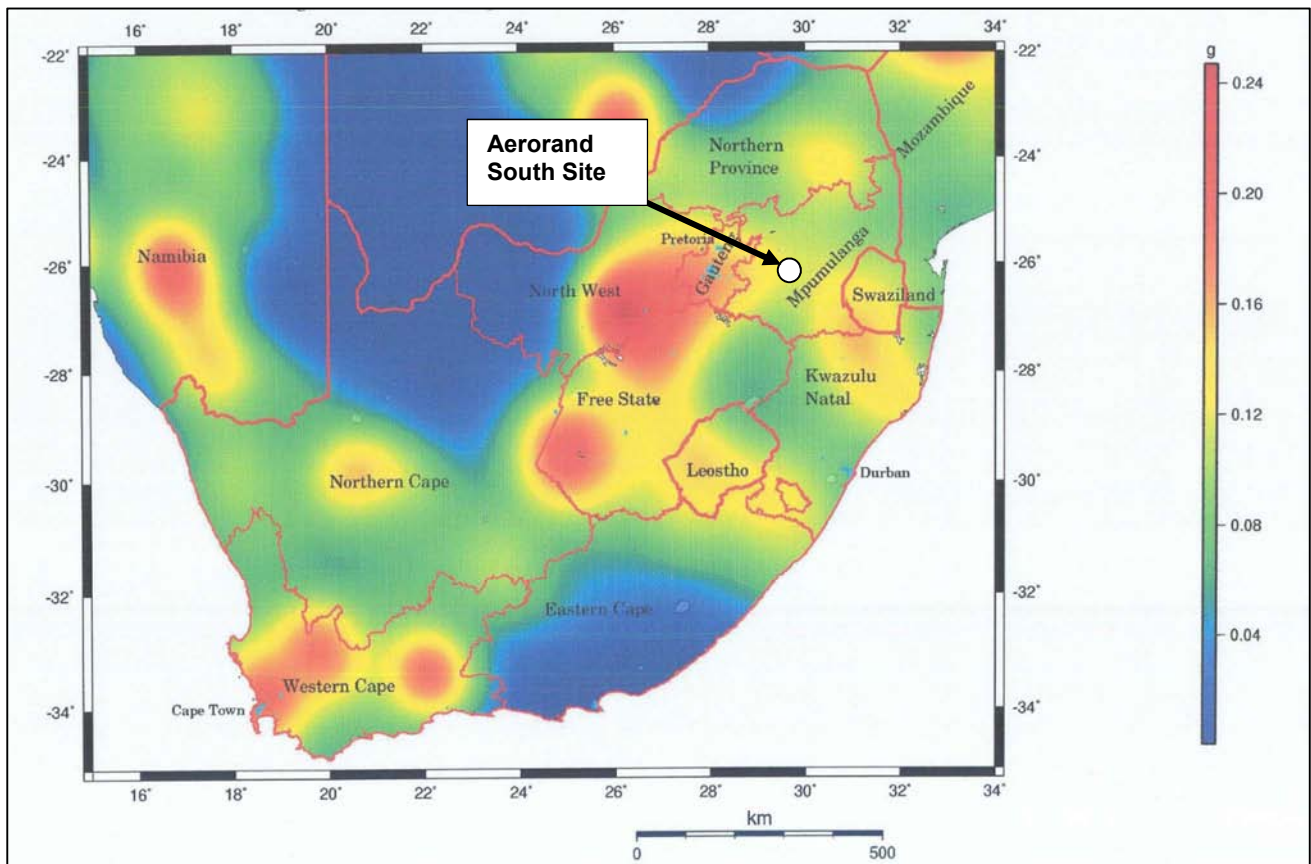 16˚ 18˚ 20˚ 22˚ 24˚ 26˚ 28˚ 30˚ 32˚ 34˚
-22˚ -22˚
g
0.24
Aerorand
South Site
Northern
Province
Mozambique
-24˚ -24˚
0.20
Pretoria
Gauteng
Namibia
-26˚ -26˚
North West
Mpumulanga
Swaziland
0.16
-28˚ -28˚
Free State
Kwazulu
Natal
0.12
Northern Cape
Leostho
Durban
-30˚ -30˚
0.08
-32˚ -32˚
Eastern Cape
0.04
Western Cape
Cape Town
-34˚ -34˚
16˚ 18˚ 20˚ 22˚ 24˚ 26˚ 28˚ 30˚ 32˚ 34˚
km
0 500